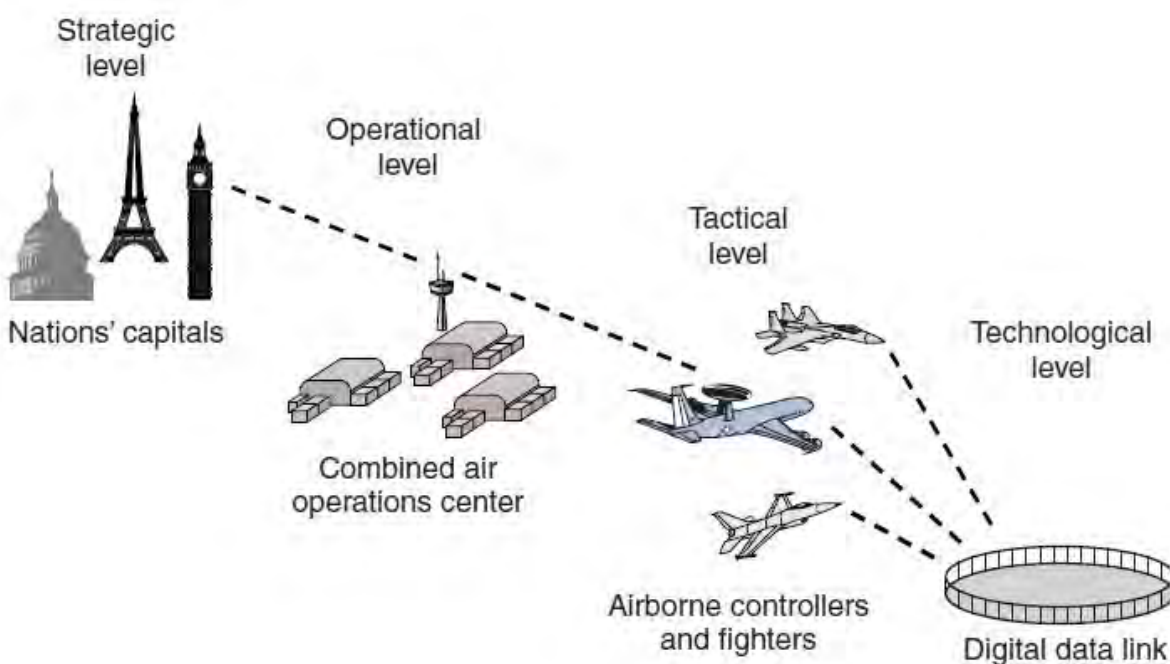 Strategic
level
Operational
level
Tactical
level
Technological
level
Nations’ capitals
Combined air
operations center
Airborne controllers
and fighters
Digital data link